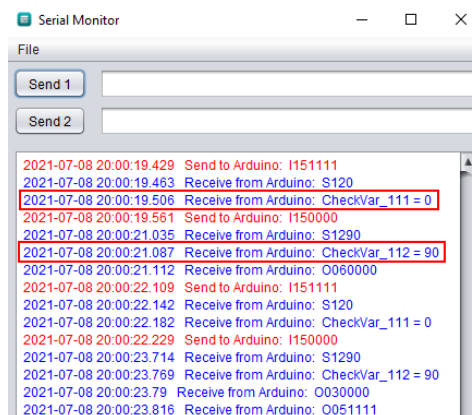 Serial Monitor
File
Send 1
Send 2
2021-07-08 20:00:19.429 Send to Arduino: I151111
2021-07-08 20:00:19.463 Receive from Arduino: S120
2021-07-08 20:00:19.506 Receive from Arduino: CheckVar_111 = 0
2021-07-08 20:00:19.561 Send to Arduino: I150000
2021-07-08 20:00:21.035 Receive from Arduino: S1290
2021-07-08 20:00:21.087 Receive from Arduino: CheckVar_112 = 90
2021-07-08 20:00:21.112 Receive from Arduino: O060000
2021-07-08 20:00:22.109 Send to Arduino: I151111
2021-07-08 20:00:22.142 Receive from Arduino: S120
2021-07-08 20:00:22.182 Receive from Arduino: CheckVar_111 = 0
2021-07-08 20:00:22.229 Send to Arduino: I150000
2021-07-08 20:00:23.714 Receive from Arduino: S1290
2021-07-08 20:00:23.769 Receive from Arduino: CheckVar_112 = 90
2021-07-08 20:00:23.79 Receive from Arduino: O030000
2021-07-08 20:00:23.816 Receive from Arduino: O051111